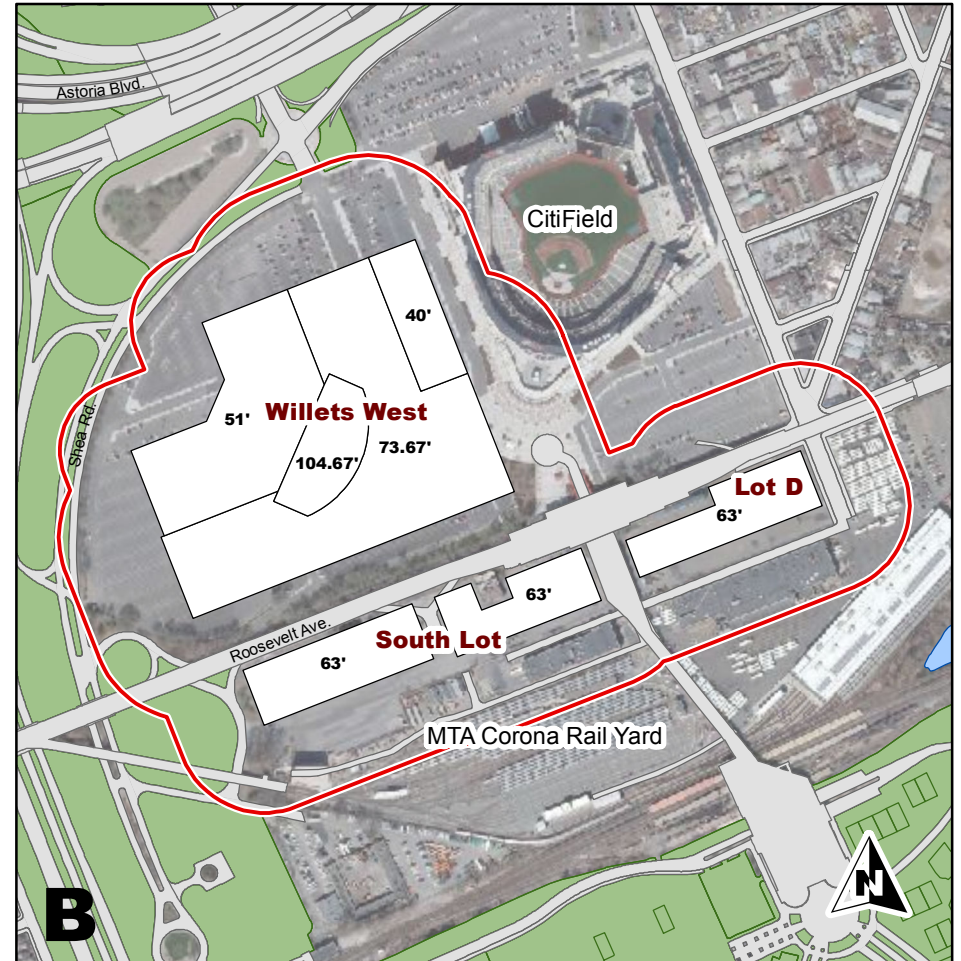 Astoria Blvd.
CitiField
40'
51'
Willets West
73.67'
104.67'
Shea Rd.
Lot D
63'
63'
Roosevelt Ave.
South Lot
63'
MTA Corona Rail Yard
N
B